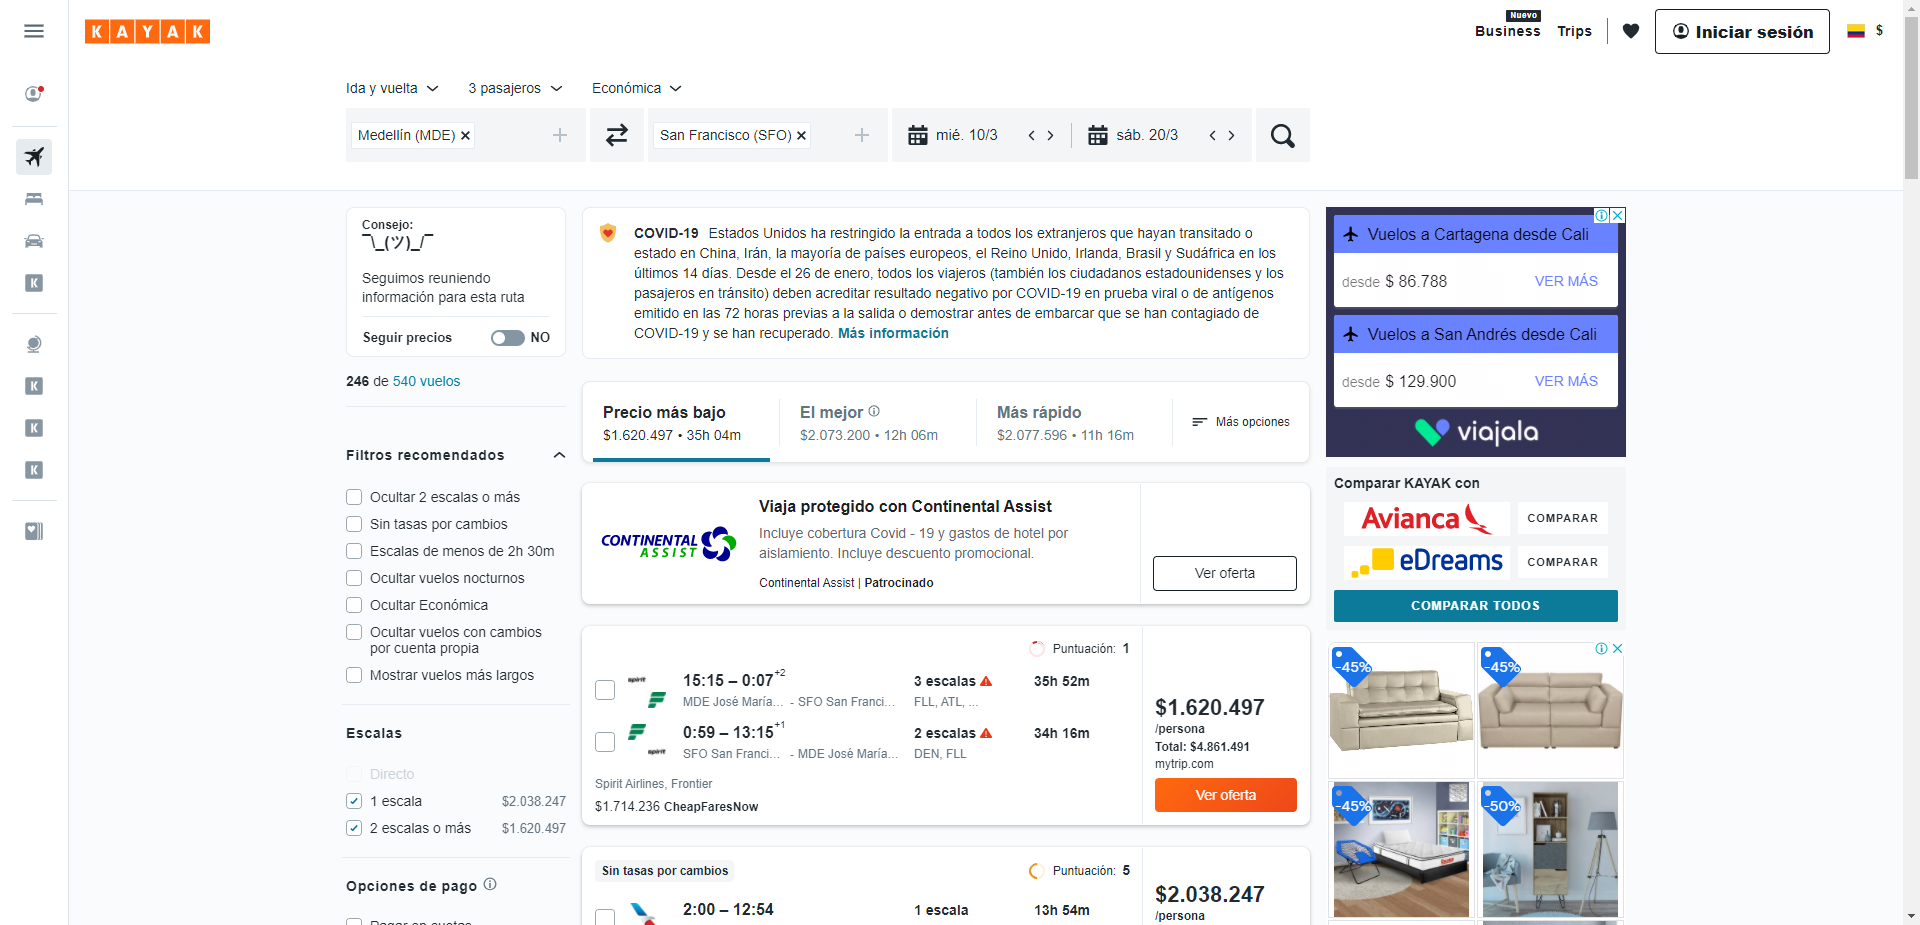 KAYAK
Nuevo
Business
Trips
Iniciar sesión
$
Ida y vuelta
3 pasajeros
Económica
Medellín (MDE)
San Francisco (SFO)
mié. 10/3
sáb. 20/3
Consejo:
¯\_(ツ)_/¯
Seguimos reuniendo
información para esta ruta
Seguir precios
NO
246 de 540 vuelos
Filtros recomendados
Ocultar 2 escalas o más
Sin tasas por cambios
Escalas de menos de 2h 30m
Ocultar vuelos nocturnos
Ocultar Económica
Ocultar vuelos con cambios
por cuenta propia
Mostrar vuelos más largos
Escalas
Directo
1 escala $2.038.247
2 escalas o más $1.620.497
Opciones de pago
Pagar en cuotas
COVID-19 Estados Unidos ha restringido la entrada a todos los extranjeros que hayan transitado o
estado en China, Irán, la mayoría de países europeos, el Reino Unido, Irlanda, Brasil y Sudáfrica en los
últimos 14 días. Desde el 26 de enero, todos los viajeros (también los ciudadanos estadounidenses y los
pasajeros en tránsito) deben acreditar resultado negativo por COVID-19 en prueba viral o de antígenos
emitido en las 72 horas previas a la salida o demostrar antes de embarcar que se han contagiado de
COVID-19 y se han recuperado. Más información
Precio más bajo
$1.620.497 • 35h 04m
El mejor
$2.073.200 • 12h 06m
Más rápido
$2.077.596 • 11h 16m
Más opciones
CONTINENTAL
ASSIST
Viaja protegido con Continental Assist
Incluye cobertura Covid - 19 y gastos de hotel por
aislamiento. Incluye descuento promocional.
Continental Assist | Patrocinado
Ver oferta
Puntuación: 1
spirit
15:15 – 0:07+2
MDE José María... - SFO San Franci...
3 escalas
FLL, ATL, ...
35h 52m
spirit
0:59 – 13:15+1
SFO San Franci... - MDE José María...
2 escalas
DEN, FLL
34h 16m
Spirit Airlines, Frontier
$1.714.236 CheapFaresNow
$1.620.497
/persona
Total: $4.861.491
mytrip.com
Ver oferta
Sin tasas por cambios
Puntuación: 5
2:00 – 12:54
1 escala
13h 54m
$2.038.247
/persona
Vuelos a Cartagena desde Cali
desde $ 86.788
VER MÁS
Vuelos a San Andrés desde Cali
desde $ 129.900
VER MÁS
viajala
Comparar KAYAK con
Avianca
COMPARAR
eDreams
COMPARAR
COMPARAR TODOS
-45%
-45%
-45%
-50%